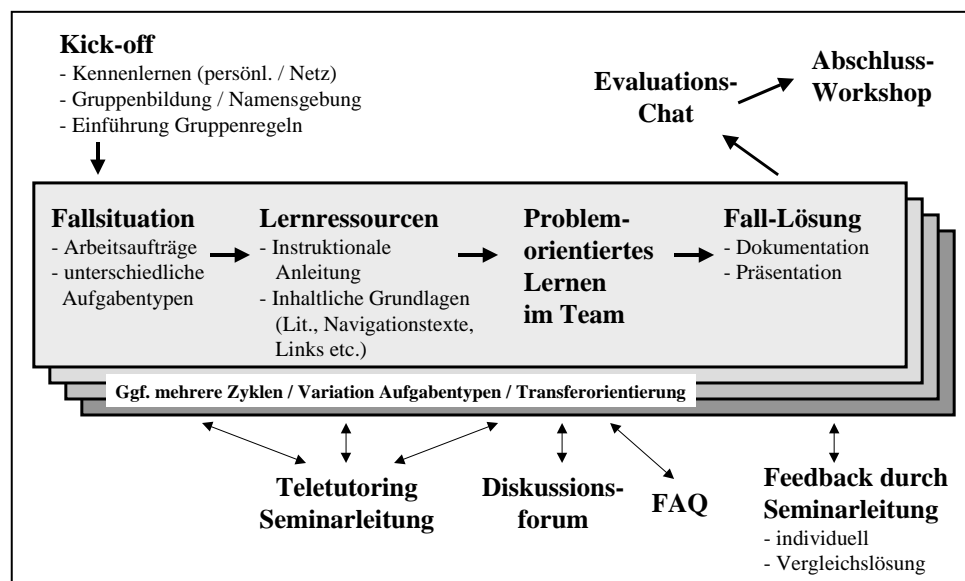 Kick-off
- Kennenlernen (persönl. / Netz)
- Gruppenbildung / Namensgebung
- Einführung Gruppenregeln
Evaluations-
Chat
Abschluss-
Workshop
Fallsituation
- Arbeitsaufträge
- unterschiedliche
Aufgabentypen
Lernressourcen
- Instruktionale
Anleitung
- Inhaltliche Grundlagen
(Lit., Navigationstexte,
Links etc.)
Problem-
orientiertes
Lernen
im Team
Fall-Lösung
- Dokumentation
- Präsentation
Ggf. mehrere Zyklen / Variation Aufgabentypen / Transferorientierung
Teletutoring
Seminarleitung
Diskussions-
forum
FAQ
Feedback durch
Seminarleitung
- individuell
- Vergleichslösung